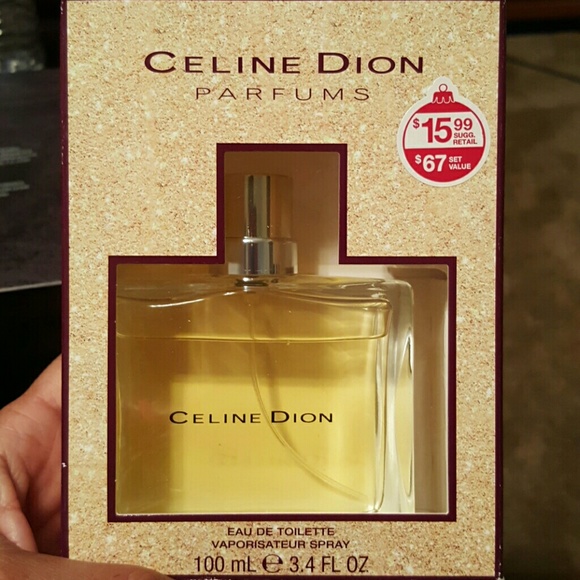 CELINE DION
PARFUMS
$15.99
SUGG.
RETAIL
$67 SET
VALUE
CELINE DION
EAU DE TOILETTE
VAPORISATEUR SPRAY
100 mL ℮ 3.4 FL OZ